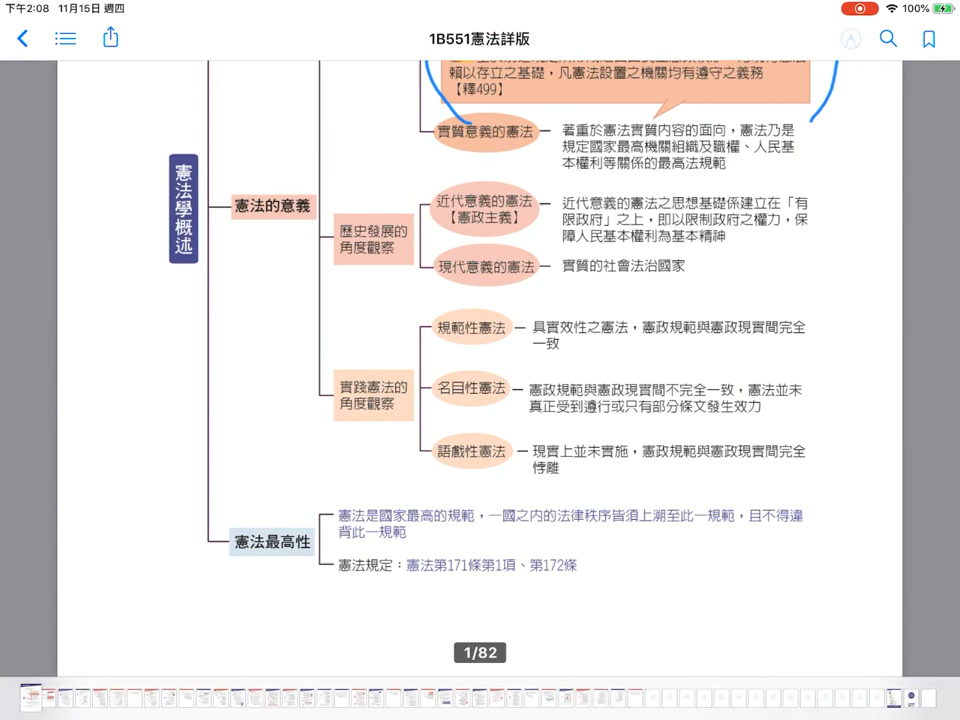 下午2:08 11月15日 週四
100%
1B551憲法詳版
賴以存立之基礎，凡憲法設置之機關均有遵守之義務
【釋499】
實質意義的憲法
著重於憲法實質內容的面向，憲法乃是
規定國家最高機關組織及職權、人民基
本權利等關係的最高法規範
憲法學概述
憲法的意義
歷史發展的
角度觀察
近代意義的憲法
【憲政主義】
近代意義的憲法之思想基礎係建立在「有
限政府」之上，即以限制政府之權力，保
障人民基本權利為基本精神
現代意義的憲法
實質的社會法治國家
實踐憲法的
角度觀察
規範性憲法
具實效性之憲法，憲政規範與憲政現實間完全
一致
名目性憲法
憲政規範與憲政現實間不完全一致，憲法並未
真正受到遵行或只有部分條文發生效力
語戲性憲法
現實上並未實施，憲政規範與憲政現實間完全
悖離
憲法最高性
憲法是國家最高的規範，一國之內的法律秩序皆須上溯至此一規範，且不得違
背此一規範
憲法規定：憲法第171條第1項、第172條
1/82